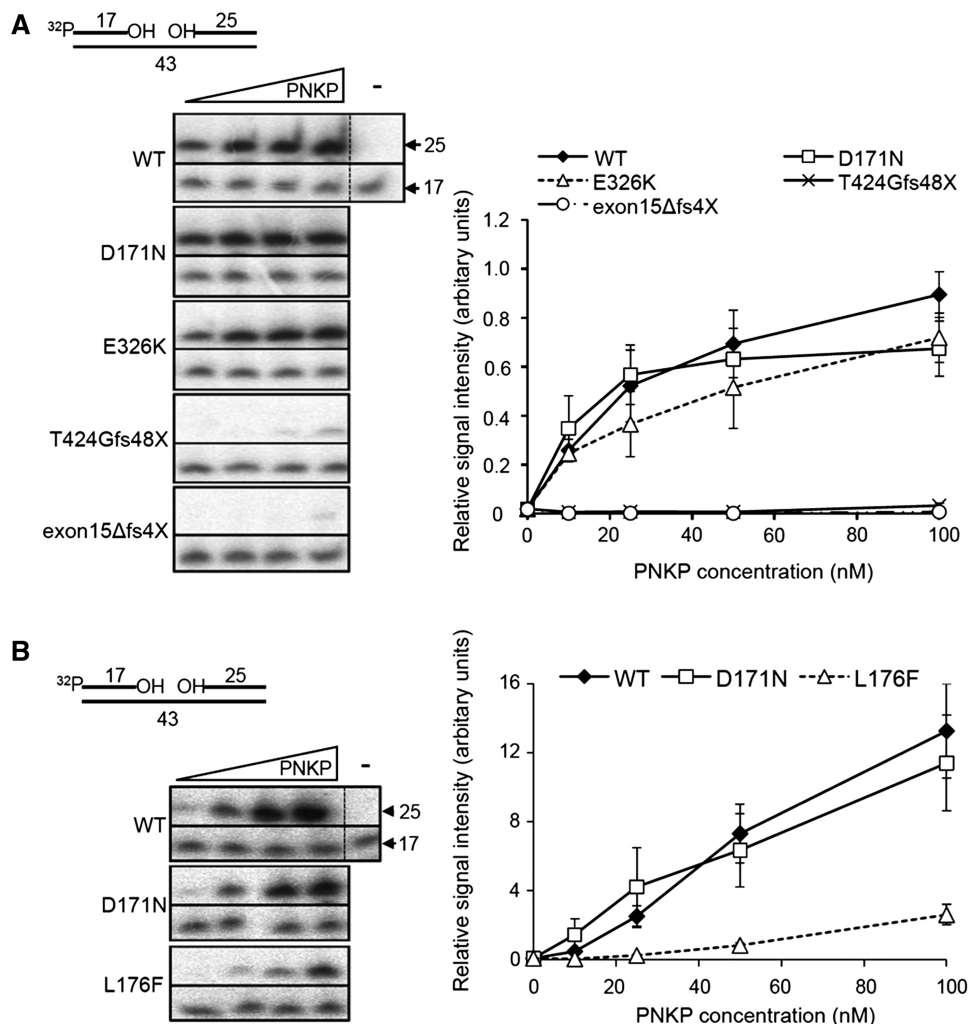 A
32P 17 OH OH 25
43
PNKP -
WT
25
17
D171N
E326K
T424Gfs48X
exon15Δfs4X
WT D171N
E326K T424Gfs48X
exon15Δfs4X
Relative signal intensity (arbitary units)
1.2
1.0
0.8
0.6
0.4
0.2
0
0 20 40 60 80 100
PNKP concentration (nM)
B
32P 17 OH OH 25
43
PNKP -
WT
25
17
D171N
L176F
WT D171N L176F
Relative signal intensity (arbitary units)
16
12
8
4
0
0 20 40 60 80 100
PNKP concentration (nM)